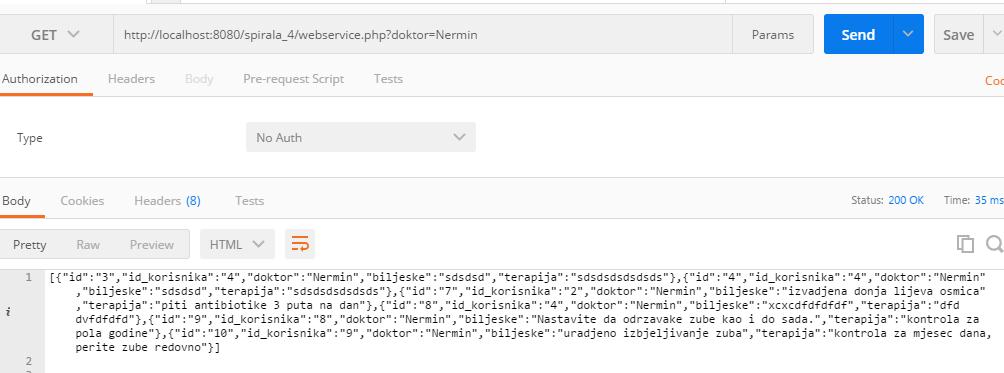 GET http://localhost:8080/spirala_4/webservice.php?doktor=Nermin Params Send Save
Authorization Headers Body Pre-request Script Tests
Type No Auth
Body Cookies Headers (8) Tests Status: 200 OK Time: 35 ms
Pretty Raw Preview HTML
1 [{"id":"3","id_korisnika":"4","doktor":"Nermin","biljeske":"sdsdsd","terapija":"sdsdsdsdsdsds"},{"id":"4","id_korisnika":"4","doktor":"Nermin"
,"biljeske":"sdsdsd","terapija":"sdsdsdsdsdsds"},{"id":"7","id_korisnika":"2","doktor":"Nermin","biljeske":"izvadjena donja lijeva osmica"
i ,"terapija":"piti antibiotike 3 puta na dan"},{"id":"8","id_korisnika":"4","doktor":"Nermin","biljeske":"xcxcdfdfdfdf","terapija":"dfd
dvfdfdfd"},{"id":"9","id_korisnika":"8","doktor":"Nermin","biljeske":"Nastavite da odrzavake zube kao i do sada.","terapija":"kontrola za
pola godine"},{"id":"10","id_korisnika":"9","doktor":"Nermin","biljeske":"uradjeno izbjeljivanje zuba","terapija":"kontrola za mjesec dana,
perite zube redovno"}]
2